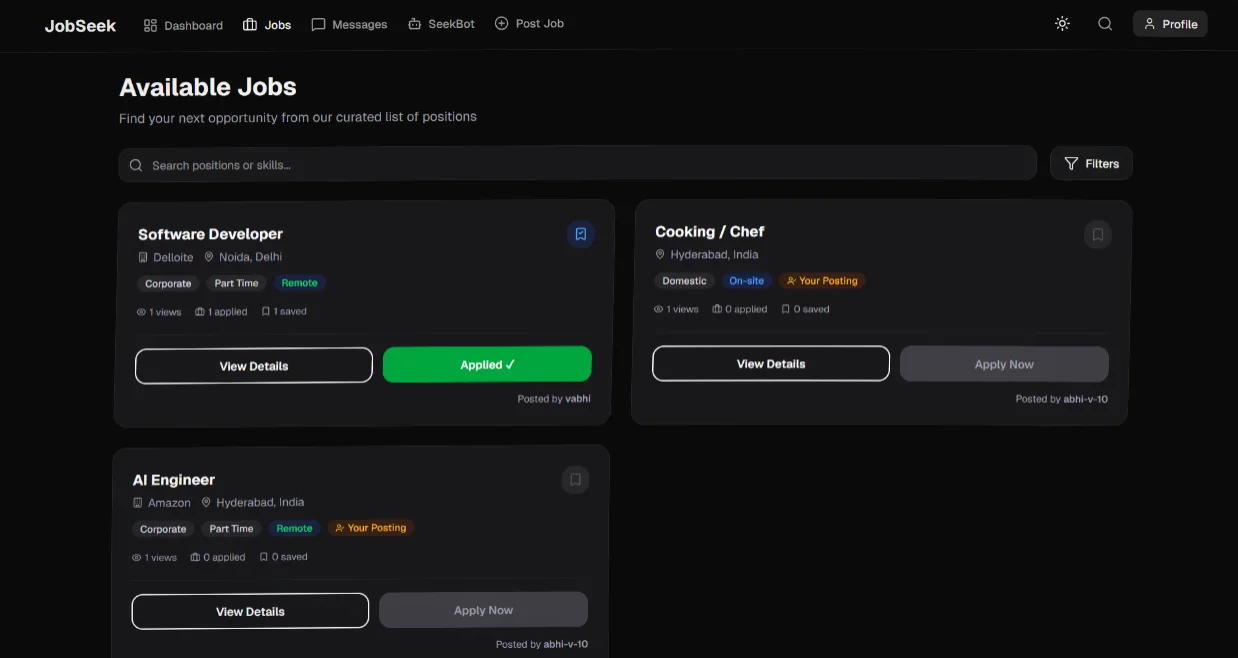 JobSeek Dashboard Jobs Messages SeekBot Post Job Profile
Available Jobs
Find your next opportunity from our curated list of positions
Search positions or skills... Filters
Software Developer
Delloite Noida, Delhi
Corporate Part Time Remote
1 views 1 applied 1 saved
View Details Applied ✓
Posted by vabhi
Cooking / Chef
Hyderabad, India
Domestic On-site Your Posting
1 views 0 applied 0 saved
View Details Apply Now
Posted by abhi-v-10
AI Engineer
Amazon Hyderabad, India
Corporate Part Time Remote Your Posting
1 views 0 applied 0 saved
View Details Apply Now
Posted by abhi-v-10